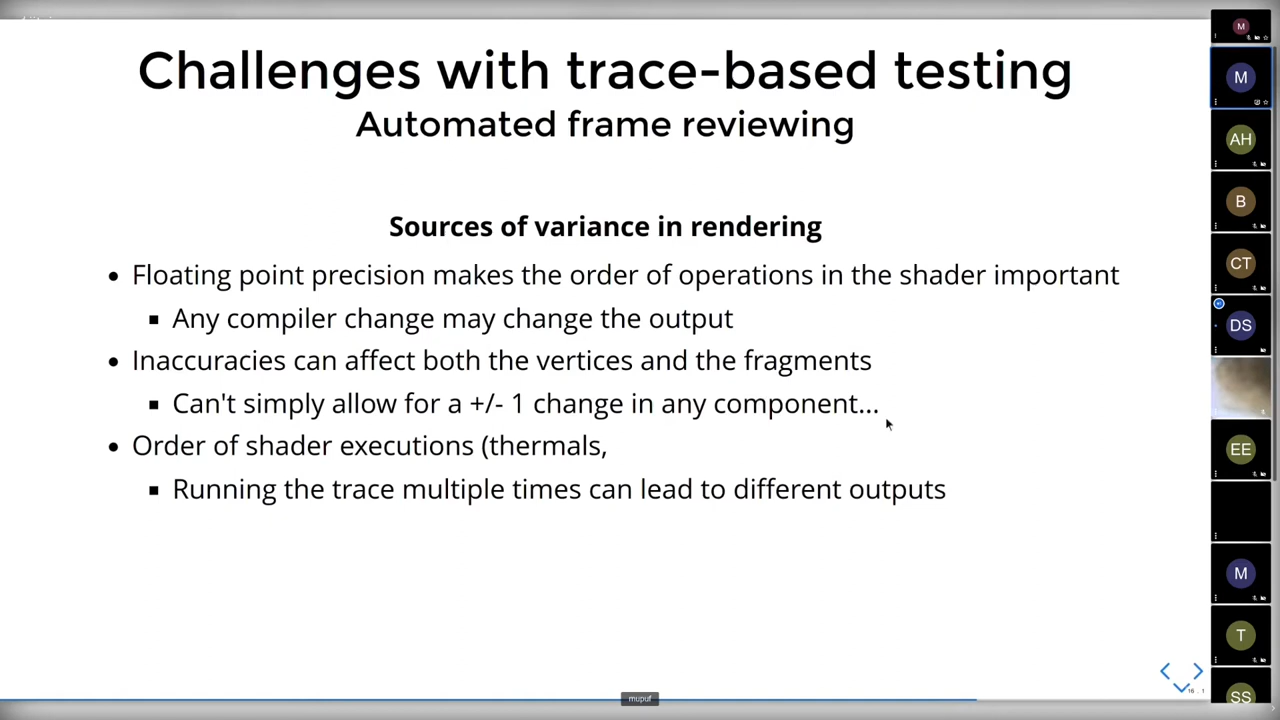 Challenges with trace-based testing
Automated frame reviewing
Sources of variance in rendering
• Floating point precision makes the order of operations in the shader important
▪ Any compiler change may change the output
• Inaccuracies can affect both the vertices and the fragments
▪ Can't simply allow for a +/- 1 change in any component...
• Order of shader executions (thermals,
▪ Running the trace multiple times can lead to different outputs
M
M
AH
B
CT
DS
EE
M
T
SS
16 . 1
mupuf